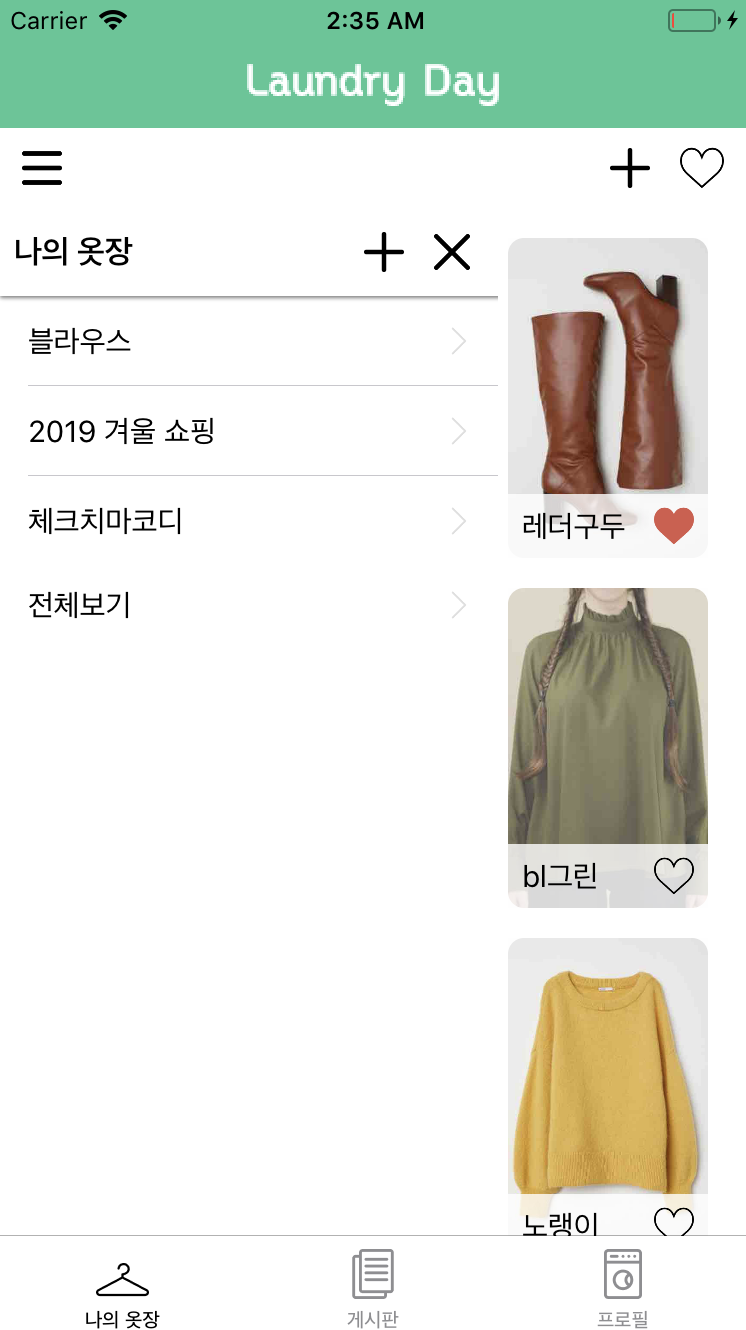 Carrier 2:35 AM
Laundry Day
나의 옷장
블라우스
2019 겨울 쇼핑
체크치마코디
전체보기
레더구두
bl그린
노랭이
나의 옷장 게시판 프로필